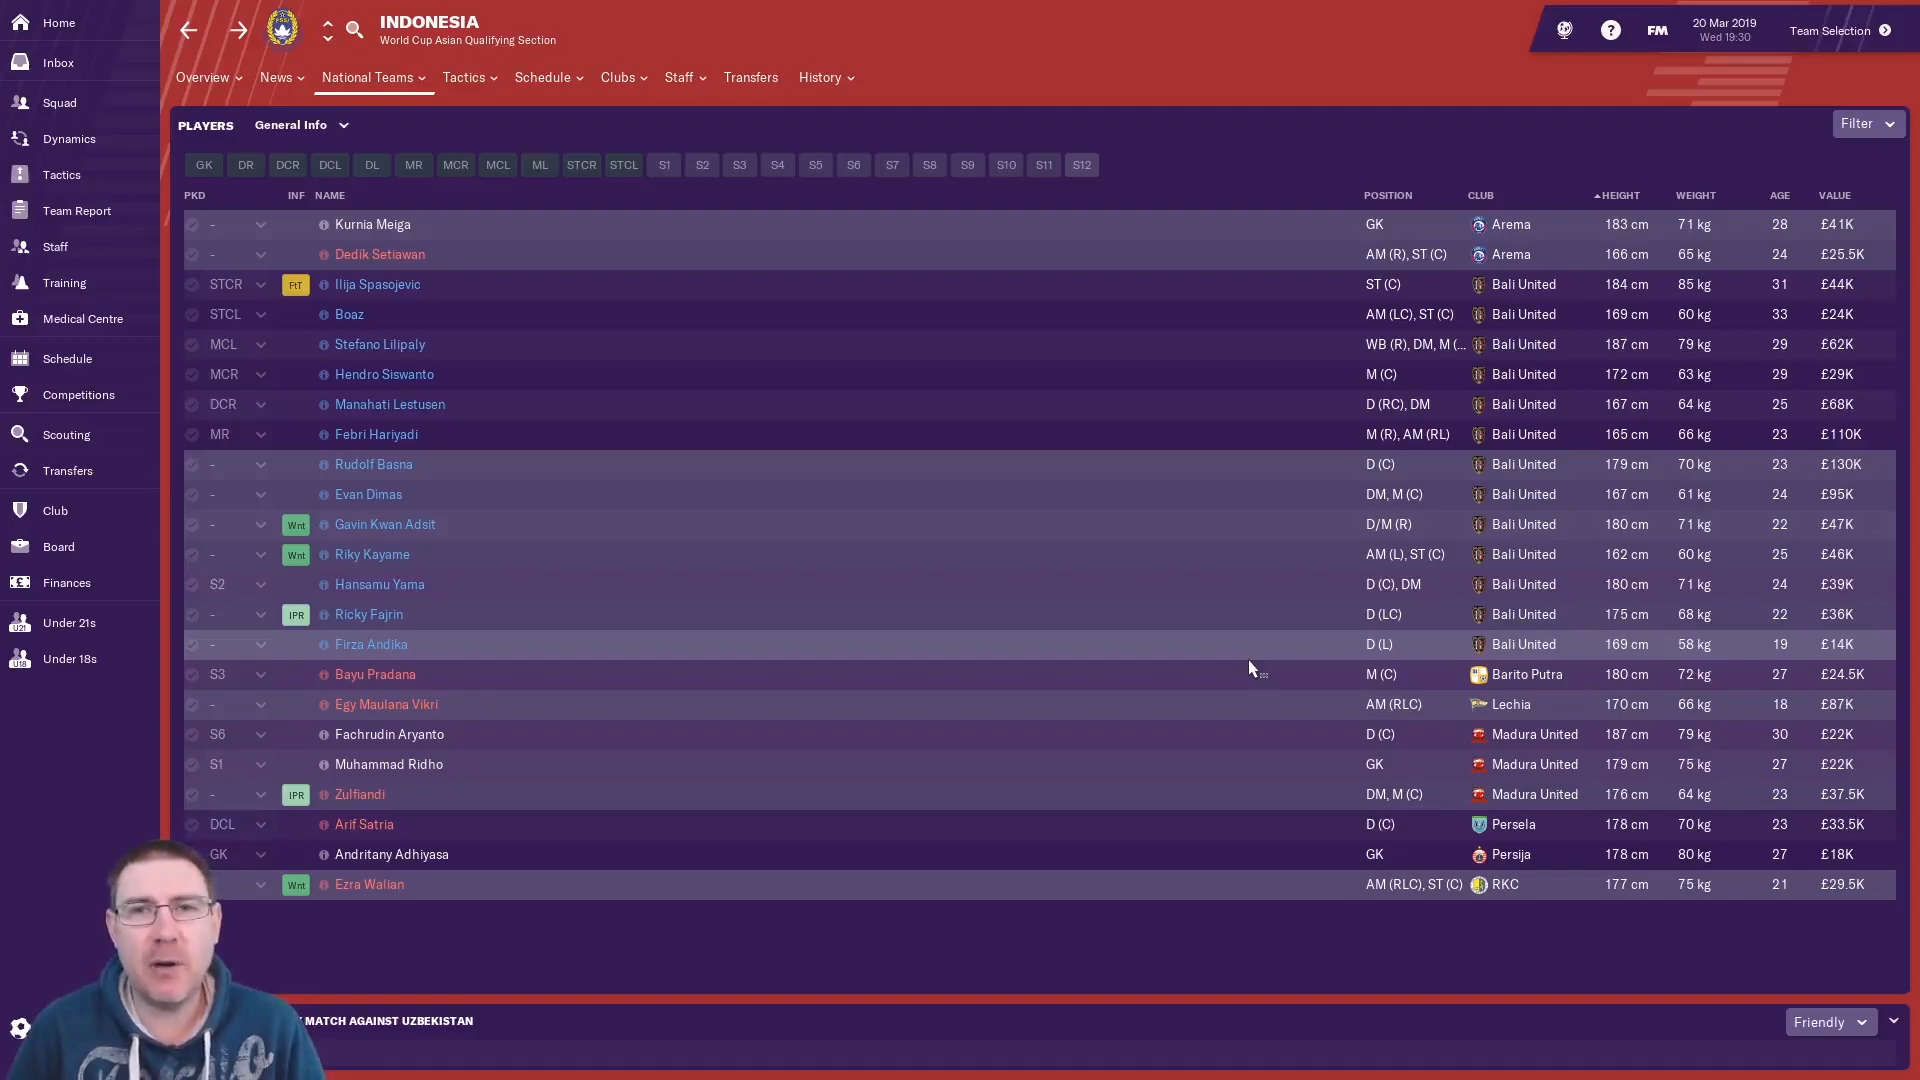 Home
Inbox
Squad
Dynamics
Tactics
Team Report
Staff
Training
Medical Centre
Schedule
Competitions
Scouting
Transfers
Club
Board
Finances
Under 21s
Under 18s
INDONESIA
World Cup Asian Qualifying Section
FM
20 Mar 2019
Wed 19:30
Team Selection
Overview News National Teams Tactics Schedule Clubs Staff Transfers History
PLAYERS General Info Filter
GK DR DCR DCL DL MR MCR MCL ML STCR STCL S1 S2 S3 S4 S5 S6 S7 S8 S9 S10 S11 S12
PKD INF NAME POSITION CLUB HEIGHT WEIGHT AGE VALUE
- Kurnia Meiga GK Arema 183 cm 71 kg 28 £41K
- Dedik Setiawan AM (R), ST (C) Arema 166 cm 65 kg 24 £25.5K
STCR FtT Ilija Spasojevic ST (C) Bali United 184 cm 85 kg 31 £44K
STCL Boaz AM (LC), ST (C) Bali United 169 cm 60 kg 33 £24K
MCL Stefano Lilipaly WB (R), DM, M (... Bali United 187 cm 79 kg 29 £62K
MCR Hendro Siswanto M (C) Bali United 172 cm 63 kg 29 £29K
DCR Manahati Lestusen D (RC), DM Bali United 167 cm 64 kg 25 £68K
MR Febri Hariyadi M (R), AM (RL) Bali United 165 cm 66 kg 23 £110K
- Rudolf Basna D (C) Bali United 179 cm 70 kg 23 £130K
- Evan Dimas DM, M (C) Bali United 167 cm 61 kg 24 £95K
- Wnt Gavin Kwan Adsit D/M (R) Bali United 180 cm 71 kg 22 £47K
- Wnt Riky Kayame AM (L), ST (C) Bali United 162 cm 60 kg 25 £46K
S2 Hansamu Yama D (C), DM Bali United 180 cm 71 kg 24 £39K
- IPR Ricky Fajrin D (LC) Bali United 175 cm 68 kg 22 £36K
- Firza Andika D (L) Bali United 169 cm 58 kg 19 £14K
S3 Bayu Pradana M (C) Barito Putra 180 cm 72 kg 27 £24.5K
- Egy Maulana Vikri AM (RLC) Lechia 170 cm 66 kg 18 £87K
S6 Fachrudin Aryanto D (C) Madura United 187 cm 79 kg 30 £22K
S1 Muhammad Ridho GK Madura United 179 cm 75 kg 27 £22K
- IPR Zulfiandi DM, M (C) Madura United 176 cm 64 kg 23 £37.5K
DCL Arif Satria D (C) Persela 178 cm 70 kg 23 £33.5K
GK Andritany Adhiyasa GK Persija 178 cm 80 kg 27 £18K
Wnt Ezra Walian AM (RLC), ST (C) RKC 177 cm 75 kg 21 £29.5K
MATCH AGAINST UZBEKISTAN
Friendly